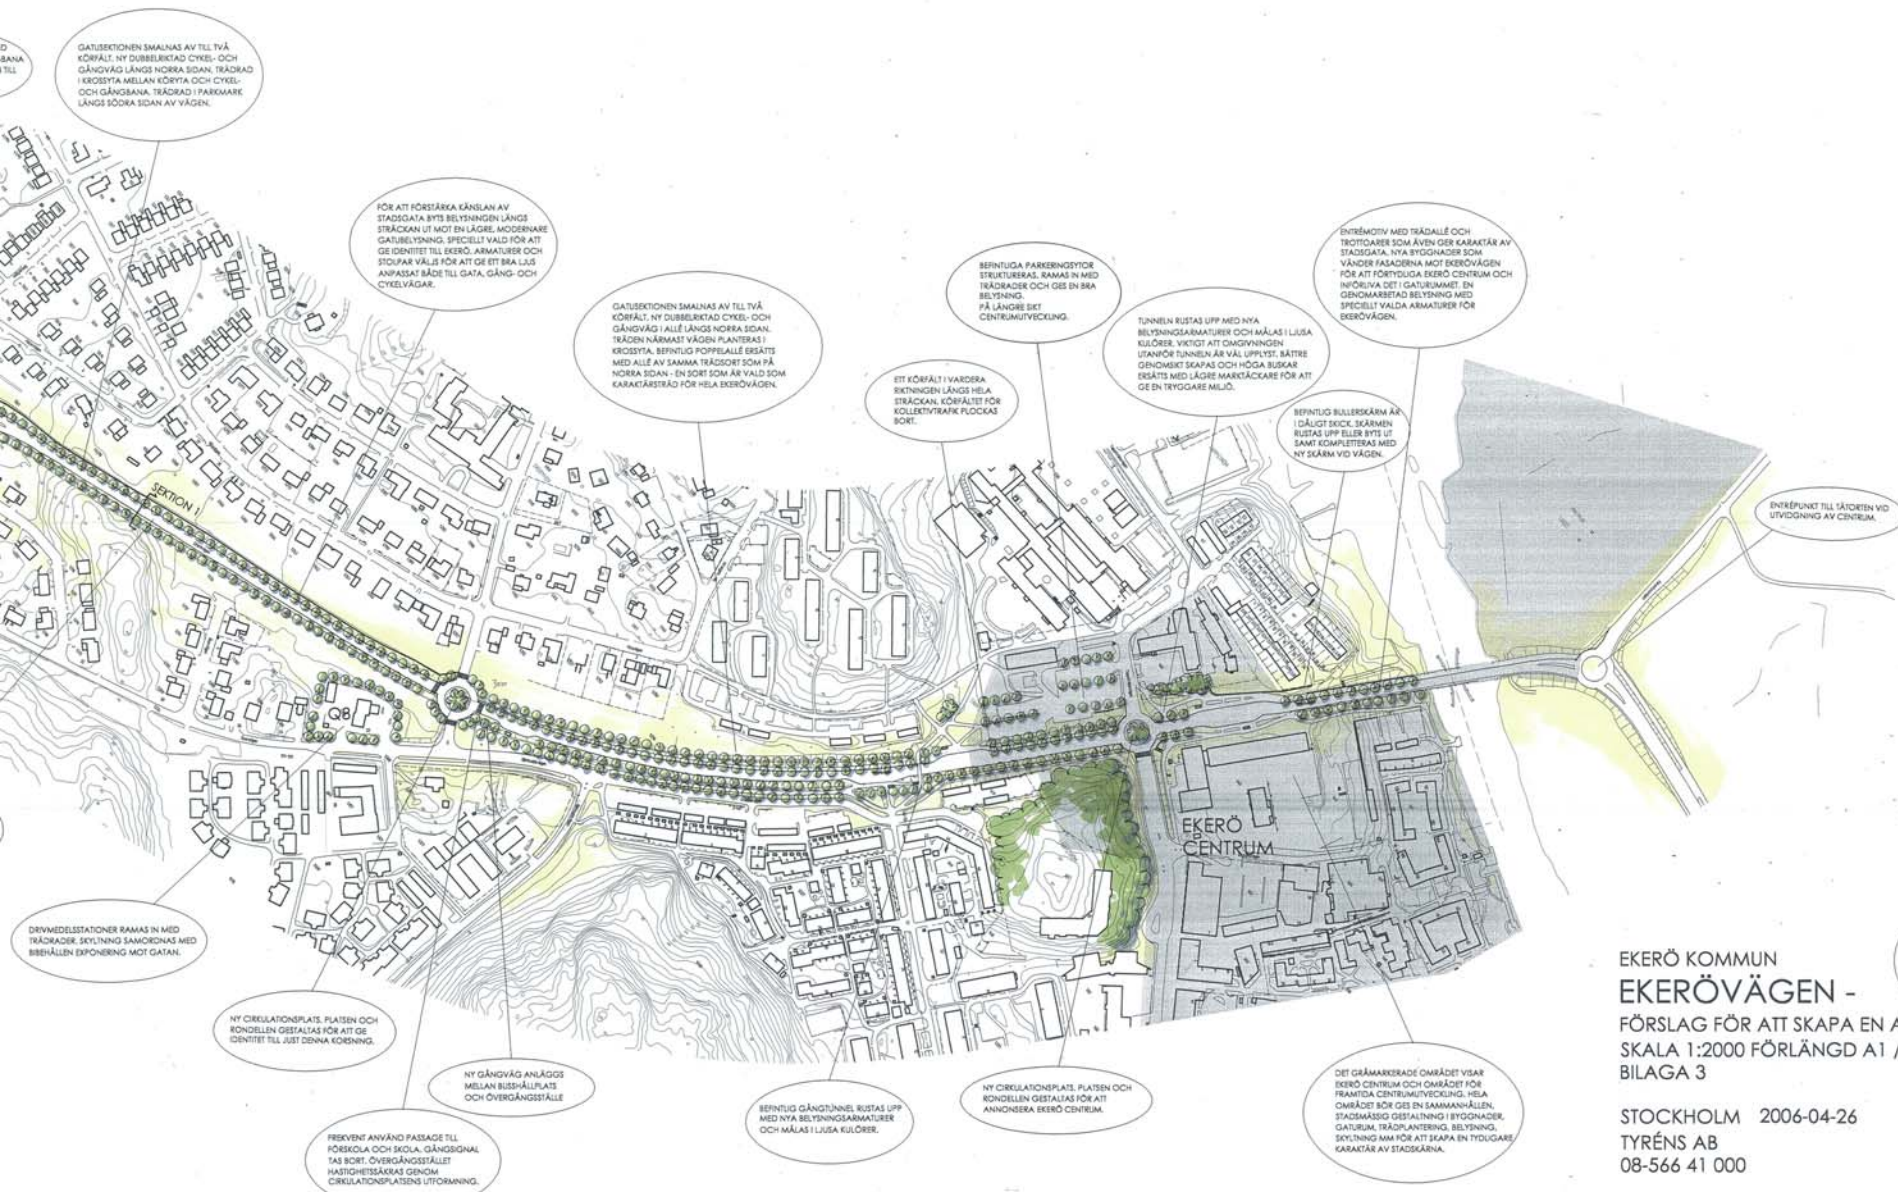 BANA
TILL
GATUSEKTIONEN SMALNAS AV TILL TVÅ
KÖRFÄLT. NY DUBBELRIKTAD CYKEL- OCH
GÅNGVÄG LÄNGS NORRA SIDAN. TRÄDRAD
I KROSSYTA MELLAN KÖRYTA OCH CYKEL-
OCH GÅNGBANA. TRÄDRAD I PARKMARK
LÄNGS SÖDRA SIDAN AV VÄGEN.
FÖR ATT FÖRSTÄRKA KÄNSLAN AV
STADSGATA BYTS BELYSNINGEN LÄNGS
STRÄCKAN UT MOT EN LÄGRE, MODERNARE
GATUBELYSNING, SPECIELLT VALD FÖR ATT
GE IDENTITET TILL EKERÖ. ARMATURER OCH
STOLPAR VÄLJS FÖR ATT GE ETT BRA LJUS
ANPASSAT BÅDE TILL GATA, GÅNG- OCH
CYKELVÄGAR.
GATUSEKTIONEN SMALNAS AV TILL TVÅ
KÖRFÄLT. NY DUBBELRIKTAD CYKEL- OCH
GÅNGVÄG I ALLÉ LÄNGS NORRA SIDAN.
TRÄDEN NÄRMAST VÄGEN PLANTERAS I
KROSSYTA. BEFINTLIG POPPELALLÉ ERSÄTTS
MED ALLÉ AV SAMMA TRÄDSORT SOM PÅ
NORRA SIDAN - EN SORT SOM ÄR VALD SOM
KARAKTÄRSTRÄD FÖR HELA EKERÖVÄGEN.
BEFINTLIGA PARKERINGSYTOR
STRUKTURERAS, RAMAS IN MED
TRÄDRADER OCH GES EN BRA
BELYSNING.
PÅ LÄNGRE SIKT
CENTRUMUTVECKLING.
ETT KÖRFÄLT I VARDERA
RIKTNINGEN LÄNGS HELA
STRÄCKAN. KÖRFÄLTET FÖR
KOLLEKTIVTRAFIK PLOCKAS
BORT.
TUNNELN RUSTAS UPP MED NYA
BELYSNINGSARMATURER OCH MÅLAS I LJUSA
KULÖRER. VIKTIGT ATT OMGIVNINGEN
UTANFÖR TUNNELN ÄR VÄL UPPLYST. BÄTTRE
GENOMSIKT SKAPAS OCH HÖGA BUSKAR
ERSÄTTS MED LÄGRE MARKTÄCKARE FÖR ATT
GE EN TRYGGARE MILJÖ.
ENTRÉMOTIV MED TRÄDALLÉ OCH
TROTTOARER SOM ÄVEN GER KARAKTÄR AV
STADSGATA. NYA BYGGNADER SOM
VÄNDER FASADERNA MOT EKERÖVÄGEN
FÖR ATT FÖRTYDLIGA EKERÖ CENTRUM OCH
INFÖRLIVA DET I GATURUMMET. EN
GENOMARBETAD BELYSNING MED
SPECIELLT VALDA ARMATURER FÖR
EKERÖVÄGEN.
BEFINTLIG BULLERSKÄRM ÄR
I DÅLIGT SKICK. SKÄRMEN
RUSTAS UPP ELLER BYTS UT
SAMT KOMPLETTERAS MED
NY SKÄRM VID VÄGEN.
ENTRÉPUNKT TILL TÄTORTEN VID
UTVIDGNING AV CENTRUM.
SEKTION 1
Q8
EKERÖ
CENTRUM
DRIVMEDELSSTATIONER RAMAS IN MED
TRÄDRADER. SKYLTNING SAMORDNAS MED
BIBEHÅLLEN EXPONERING MOT GATAN.
NY CIRKULATIONSPLATS. PLATSEN OCH
RONDELLEN GESTALTAS FÖR ATT GE
IDENTITET TILL JUST DENNA KORSNING.
NY GÅNGVÄG ANLÄGGS
MELLAN BUSSHÅLLPLATS
OCH ÖVERGÅNGSSTÄLLE
FREKVENT ANVÄND PASSAGE TILL
FÖRSKOLA OCH SKOLA. GÅNGSIGNAL
TAS BORT. ÖVERGÅNGSSTÄLLET
HASTIGHETSSÄKRAS GENOM
CIRKULATIONSPLATSENS UTFORMNING.
BEFINTLIG GÅNGTUNNEL RUSTAS UPP
MED NYA BELYSNINGSARMATURER
OCH MÅLAS I LJUSA KULÖRER.
NY CIRKULATIONSPLATS. PLATSEN OCH
RONDELLEN GESTALTAS FÖR ATT
ANNONSERA EKERÖ CENTRUM.
DET GRÅMARKERADE OMRÅDET VISAR
EKERÖ CENTRUM OCH OMRÅDET FÖR
FRAMTIDA CENTRUMUTVECKLING. HELA
OMRÅDET BÖR GES EN SAMMANHÅLLEN,
STADSMÄSSIG GESTALTNING I BYGGNADER,
GATURUM, TRÄDPLANTERING, BELYSNING,
SKYLTNING MM FÖR ATT SKAPA EN TYDLIGARE
KARAKTÄR AV STADSKÄRNA.
EKERÖ KOMMUN
EKERÖVÄGEN -
FÖRSLAG FÖR ATT SKAPA EN A
SKALA 1:2000 FÖRLÄNGD A1 /
BILAGA 3
STOCKHOLM 2006-04-26
TYRÉNS AB
08-566 41 000